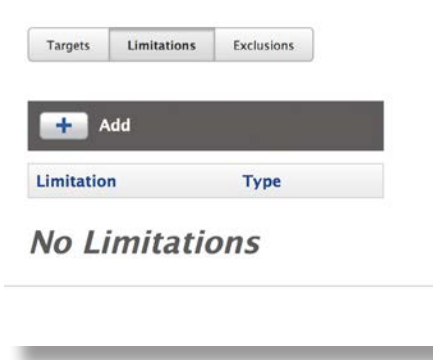 Targets Limitations Exclusions
+ Add
Limitation Type
No Limitations